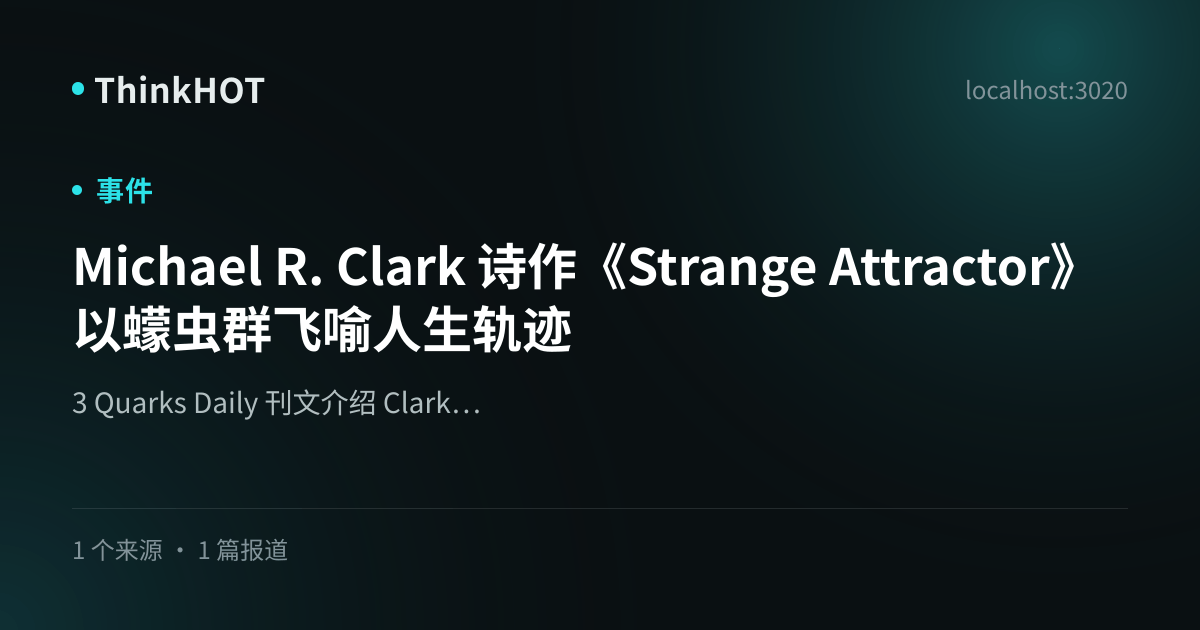 ThinkHOT
localhost:3020
事件
Michael R. Clark 诗作《Strange Attractor》
以蠓虫群飞喻人生轨迹
3 Quarks Daily 刊文介绍 Clark…
1 个来源 · 1 篇报道